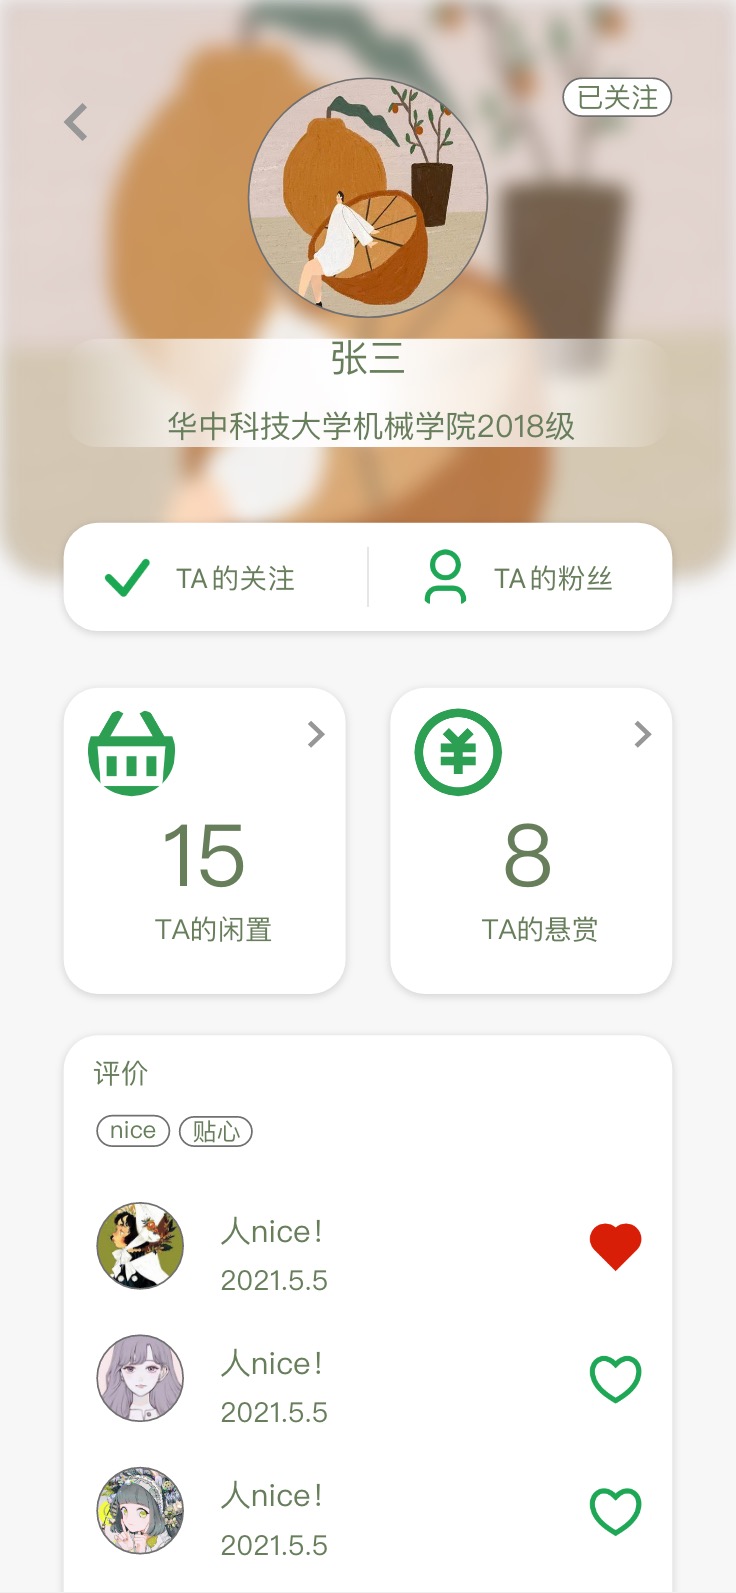 已关注
张三
华中科技大学机械学院2018级
TA的关注
TA的粉丝
15
TA的闲置
8
TA的悬赏
评价
nice
贴心
人nice!
2021.5.5
人nice!
2021.5.5
人nice!
2021.5.5